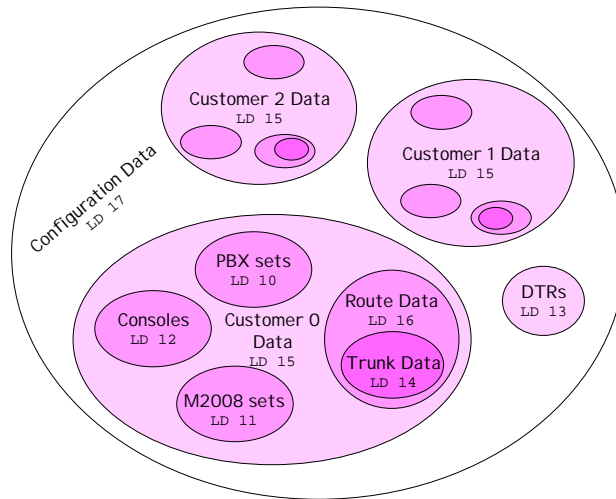 Customer 2 Data
LD 15
Customer 1 Data
LD 15
Configuration Data
LD 17
PBX sets
LD 10
Consoles
LD 12
Customer 0
Data
LD 15
Route Data
LD 16
Trunk Data
LD 14
M2008 sets
LD 11
DTRs
LD 13